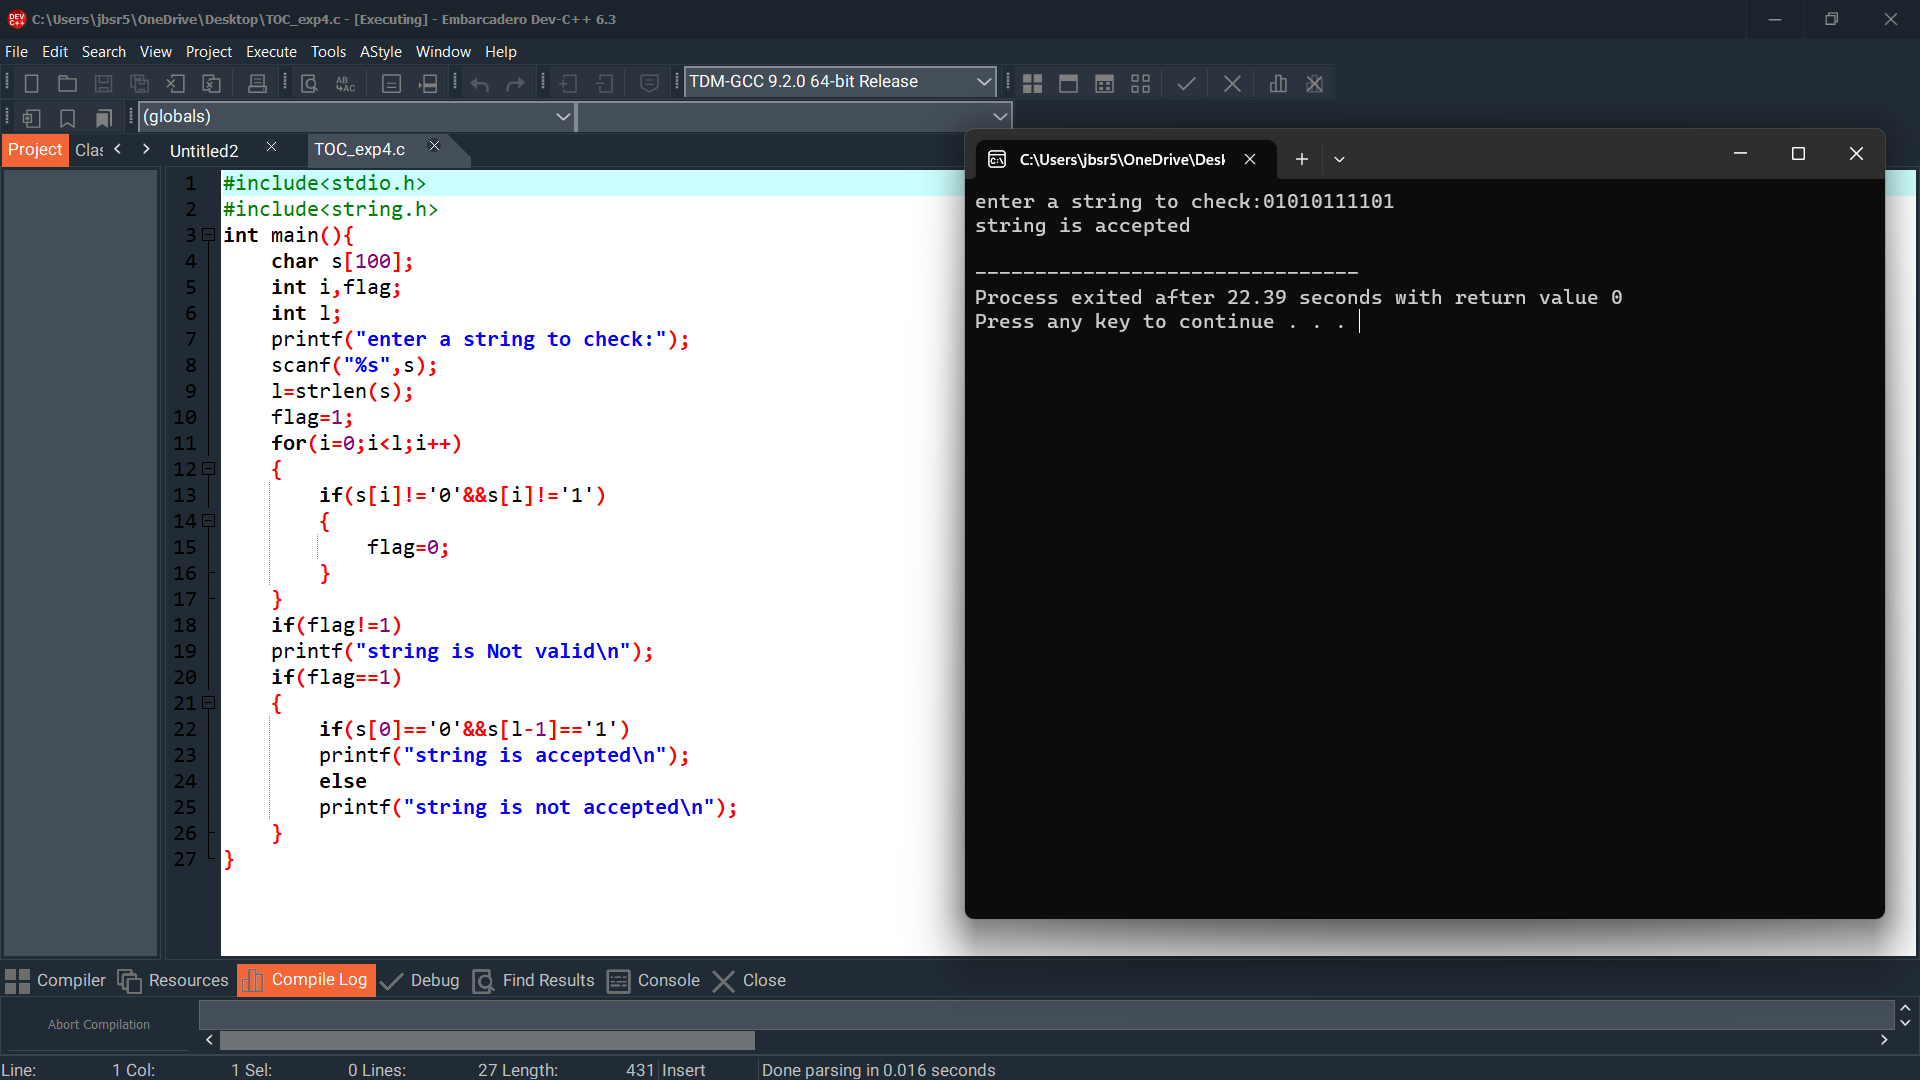 C:\Users\jbsr5\OneDrive\Desktop\TOC_exp4.c - [Executing] - Embarcadero Dev-C++ 6.3
File Edit Search View Project Execute Tools AStyle Window Help
TDM-GCC 9.2.0 64-bit Release
(globals)
Project Clas Untitled2 TOC_exp4.c
1 #include<stdio.h>
2 #include<string.h>
3 int main(){
4 char s[100];
5 int i,flag;
6 int l;
7 printf("enter a string to check:");
8 scanf("%s",s);
9 l=strlen(s);
10 flag=1;
11 for(i=0;i<l;i++)
12 {
13 if(s[i]!='0'&&s[i]!='1')
14 {
15 flag=0;
16 }
17 }
18 if(flag!=1)
19 printf("string is Not valid\n");
20 if(flag==1)
21 {
22 if(s[0]=='0'&&s[l-1]=='1')
23 printf("string is accepted\n");
24 else
25 printf("string is not accepted\n");
26 }
27 }
C:\Users\jbsr5\OneDrive\Desk
enter a string to check:01010111101
string is accepted
--------------------------------
Process exited after 22.39 seconds with return value 0
Press any key to continue . . .
Compiler Resources Compile Log Debug Find Results Console Close
Abort Compilation
Line: 1 Col: 1 Sel: 0 Lines: 27 Length: 431 Insert Done parsing in 0.016 seconds